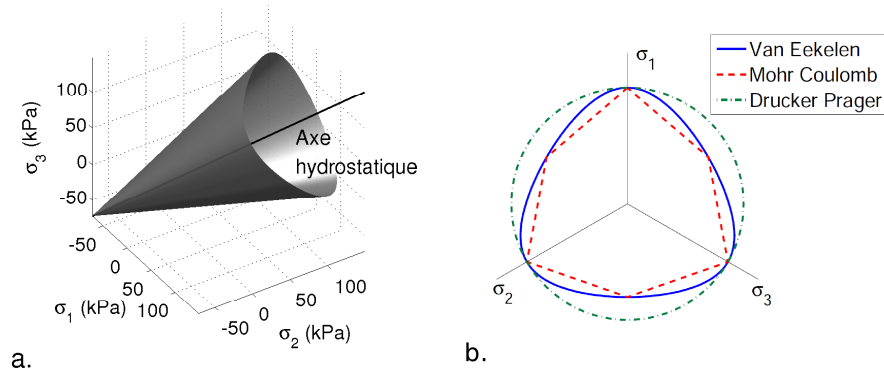 100
50
0
-50
σ3 (kPa)
-50
0
50
100
σ1 (kPa)
-50
0
50
100
σ2 (kPa)
Axe
hydrostatique
a.
σ1
σ2
σ3
Van Eekelen
Mohr Coulomb
Drucker Prager
b.